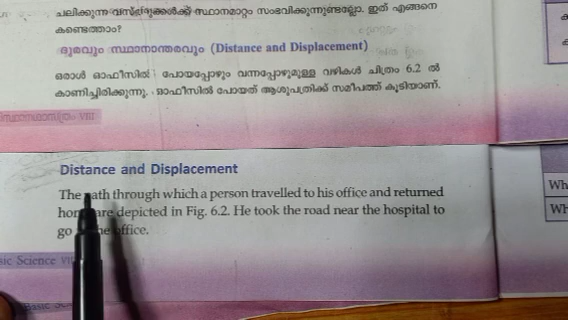 ചലിക്കുന്ന വസ്തുക്കൾക്ക് സ്ഥാനമാറ്റം സംഭവിക്കുന്നുണ്ടല്ലോ. ഇത് എങ്ങനെ
കണ്ടെത്താം?
ദൂരവും സ്ഥാനാന്തരവും (Distance and Displacement)
ഒരാൾ ഓഫീസിൽ പോയപ്പോഴും വന്നപ്പോഴുമുള്ള വഴികൾ ചിത്രം 6.2 ൽ
കാണിച്ചിരിക്കുന്നു. ഓഫീസിൽ പോയത് ആശുപത്രിക്ക് സമീപത്ത് കൂടിയാണ്.
VIII
Distance and Displacement
The path through which a person travelled to his office and returned
are depicted in Fig. 6.2. He took the road near the hospital to
go office.
Science
Wh
Wh